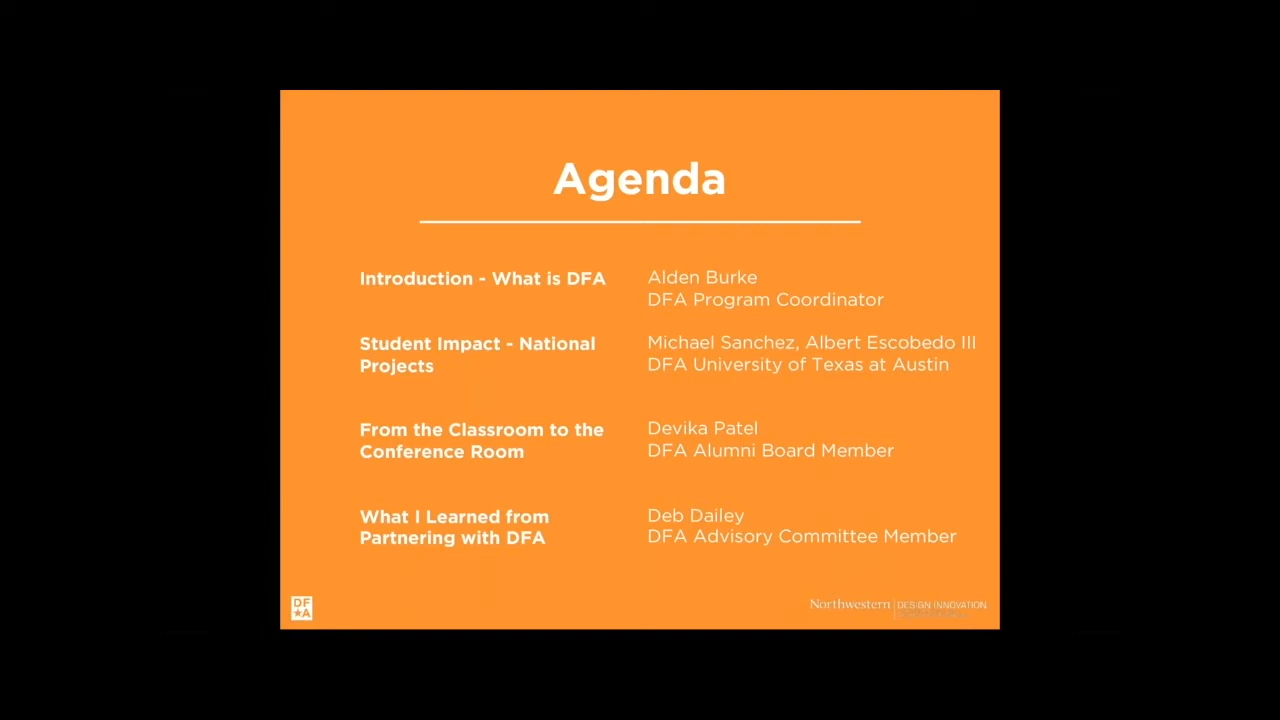 Agenda
Introduction - What is DFA
Alden Burke
DFA Program Coordinator
Student Impact - National
Projects
Michael Sanchez, Albert Escobedo III
DFA University of Texas at Austin
From the Classroom to the
Conference Room
Devika Patel
DFA Alumni Board Member
What I Learned from
Partnering with DFA
Deb Dailey
DFA Advisory Committee Member
DF
★A
Northwestern | DESIGN INNOVATION